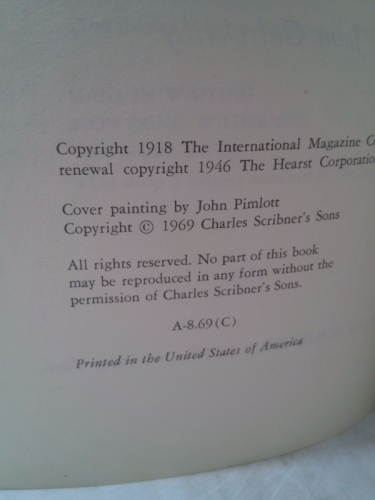 Copyright 1918 The International Magazine
renewal copyright 1946 The Hearst Corporatio
Cover painting by John Pimlott
Copyright © 1969 Charles Scribner's Sons
All rights reserved. No part of this book
may be reproduced in any form without the
permission of Charles Scribner's Sons.
A-8.69 (C)
Printed in the United States of America